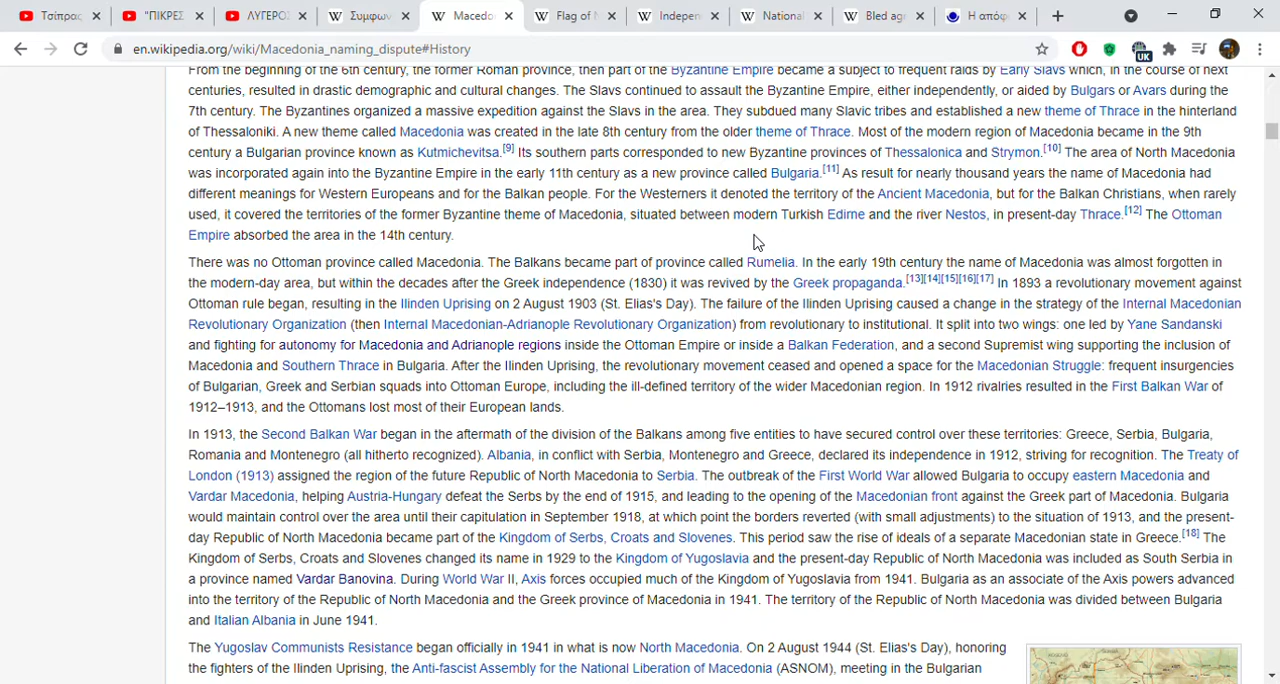 Τσίπρας
"ΠΙΚΡΕΣ
ΛΥΓΕΡΟΣ
Συμφων
Macedo
Flag of N
Indepen
National
Bled agr
Η απόφ
en.wikipedia.org/wiki/Macedonia_naming_dispute#History
UK
From the beginning of the 6th century, the former Roman province, then part of the Byzantine Empire became a subject to frequent raids by Early Slavs which, in the course of next
centuries, resulted in drastic demographic and cultural changes. The Slavs continued to assault the Byzantine Empire, either independently, or aided by Bulgars or Avars during the
7th century. The Byzantines organized a massive expedition against the Slavs in the area. They subdued many Slavic tribes and established a new theme of Thrace in the hinterland
of Thessaloniki. A new theme called Macedonia was created in the late 8th century from the older theme of Thrace. Most of the modern region of Macedonia became in the 9th
century a Bulgarian province known as Kutmichevitsa.[9] Its southern parts corresponded to new Byzantine provinces of Thessalonica and Strymon.[10] The area of North Macedonia
was incorporated again into the Byzantine Empire in the early 11th century as a new province called Bulgaria.[11] As result for nearly thousand years the name of Macedonia had
different meanings for Western Europeans and for the Balkan people. For the Westerners it denoted the territory of the Ancient Macedonia, but for the Balkan Christians, when rarely
used, it covered the territories of the former Byzantine theme of Macedonia, situated between modern Turkish Edirne and the river Nestos, in present-day Thrace.[12] The Ottoman
Empire absorbed the area in the 14th century.
There was no Ottoman province called Macedonia. The Balkans became part of province called Rumelia. In the early 19th century the name of Macedonia was almost forgotten in
the modern-day area, but within the decades after the Greek independence (1830) it was revived by the Greek propaganda.[13][14][15][16][17] In 1893 a revolutionary movement against
Ottoman rule began, resulting in the Ilinden Uprising on 2 August 1903 (St. Elias's Day). The failure of the Ilinden Uprising caused a change in the strategy of the Internal Macedonian
Revolutionary Organization (then Internal Macedonian-Adrianople Revolutionary Organization) from revolutionary to institutional. It split into two wings: one led by Yane Sandanski
and fighting for autonomy for Macedonia and Adrianople regions inside the Ottoman Empire or inside a Balkan Federation, and a second Supremist wing supporting the inclusion of
Macedonia and Southern Thrace in Bulgaria. After the Ilinden Uprising, the revolutionary movement ceased and opened a space for the Macedonian Struggle: frequent insurgencies
of Bulgarian, Greek and Serbian squads into Ottoman Europe, including the ill-defined territory of the wider Macedonian region. In 1912 rivalries resulted in the First Balkan War of
1912–1913, and the Ottomans lost most of their European lands.
In 1913, the Second Balkan War began in the aftermath of the division of the Balkans among five entities to have secured control over these territories: Greece, Serbia, Bulgaria,
Romania and Montenegro (all hitherto recognized). Albania, in conflict with Serbia, Montenegro and Greece, declared its independence in 1912, striving for recognition. The Treaty of
London (1913) assigned the region of the future Republic of North Macedonia to Serbia. The outbreak of the First World War allowed Bulgaria to occupy eastern Macedonia and
Vardar Macedonia, helping Austria-Hungary defeat the Serbs by the end of 1915, and leading to the opening of the Macedonian front against the Greek part of Macedonia. Bulgaria
would maintain control over the area until their capitulation in September 1918, at which point the borders reverted (with small adjustments) to the situation of 1913, and the present-
day Republic of North Macedonia became part of the Kingdom of Serbs, Croats and Slovenes. This period saw the rise of ideals of a separate Macedonian state in Greece.[18] The
Kingdom of Serbs, Croats and Slovenes changed its name in 1929 to the Kingdom of Yugoslavia and the present-day Republic of North Macedonia was included as South Serbia in
a province named Vardar Banovina. During World War II, Axis forces occupied much of the Kingdom of Yugoslavia from 1941. Bulgaria as an associate of the Axis powers advanced
into the territory of the Republic of North Macedonia and the Greek province of Macedonia in 1941. The territory of the Republic of North Macedonia was divided between Bulgaria
and Italian Albania in June 1941.
The Yugoslav Communists Resistance began officially in 1941 in what is now North Macedonia. On 2 August 1944 (St. Elias's Day), honoring
the fighters of the Ilinden Uprising, the Anti-fascist Assembly for the National Liberation of Macedonia (ASNOM), meeting in the Bulgarian